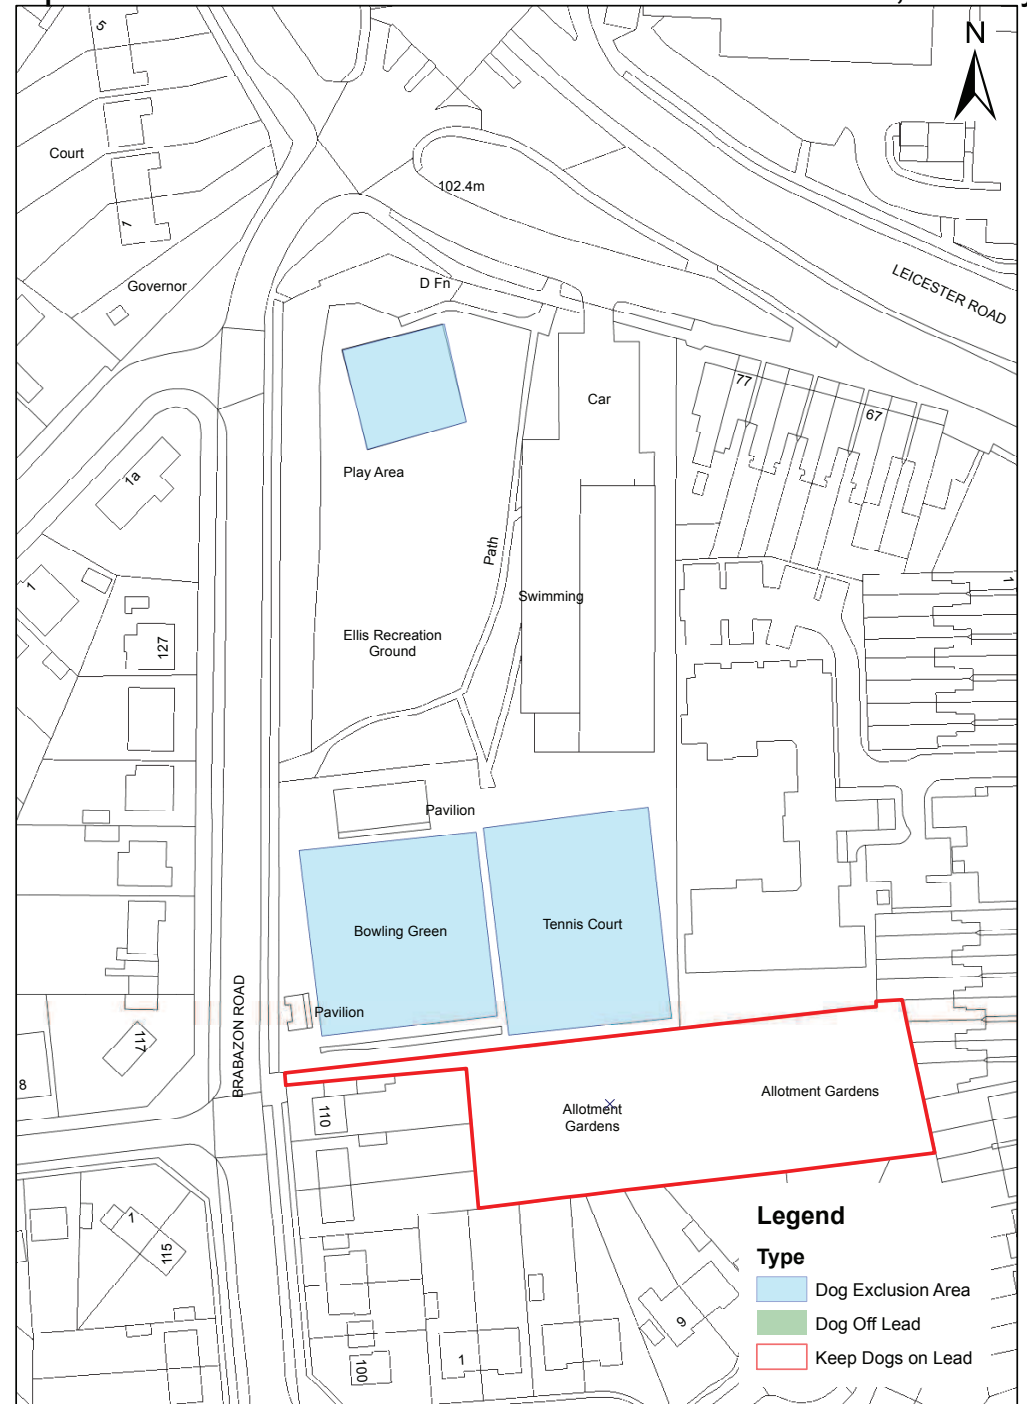 N
5
Court
102.4m
1
Governor
D Fn
LEICESTER ROAD
Car
77
67
Play Area
1a
Path
1
1
Swimming
127
Ellis Recreation
Ground
Pavilion
Bowling Green
Tennis Court
BRABAZON ROAD
Pavilion
117
8
Allotment Gardens
Allotment
Gardens
110
1
115
9
1
100
Legend
Type
Dog Exclusion Area
Dog Off Lead
Keep Dogs on Lead